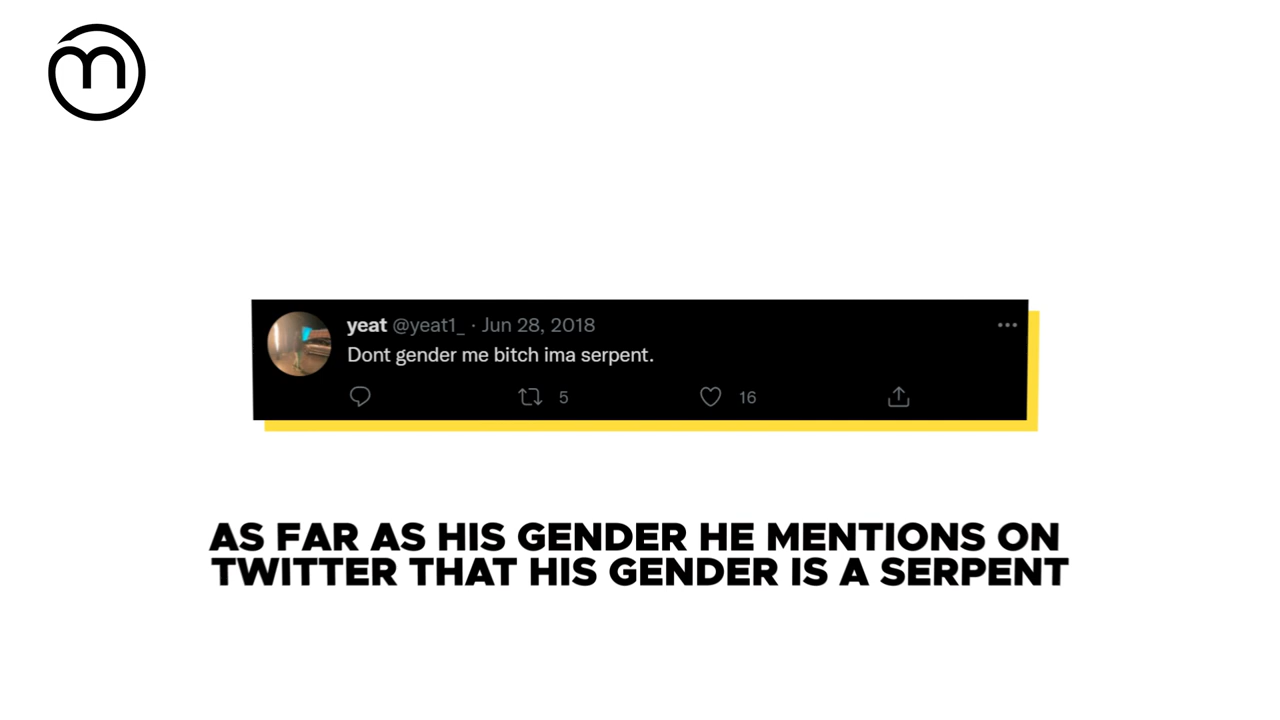 m
yeat @yeat1_ · Jun 28, 2018
Dont gender me bitch ima serpent.
5 16
AS FAR AS HIS GENDER HE MENTIONS ON
TWITTER THAT HIS GENDER IS A SERPENT